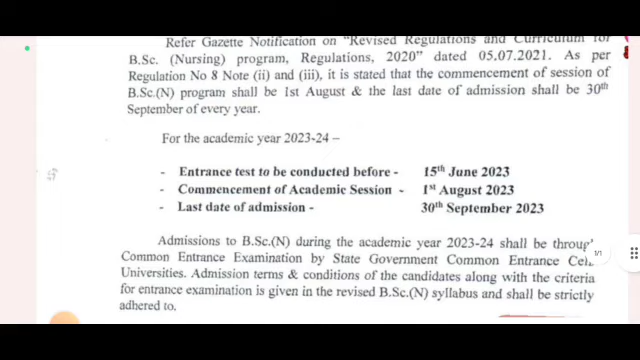 Refer Gazette Notification on "Revised Regulations and Curriculum for
B.Sc. (Nursing) program, Regulations, 2020" dated 05.07.2021. As per
Regulation No 8 Note (ii) and (iii), it is stated that the commencement of session of
B.Sc.(N) program shall be 1st August & the last date of admission shall be 30th
September of every year.
For the academic year 2023-24 –
- Entrance test to be conducted before - 15th June 2023
- Commencement of Academic Session - 1st August 2023
- Last date of admission - 30th September 2023
Admissions to B.Sc.(N) during the academic year 2023-24 shall be through
Common Entrance Examination by State Government Common Entrance Cell
1/1
Universities. Admission terms & conditions of the candidates along with the criteria
for entrance examination is given in the revised B.Sc.(N) syllabus and shall be strictly
adhered to.